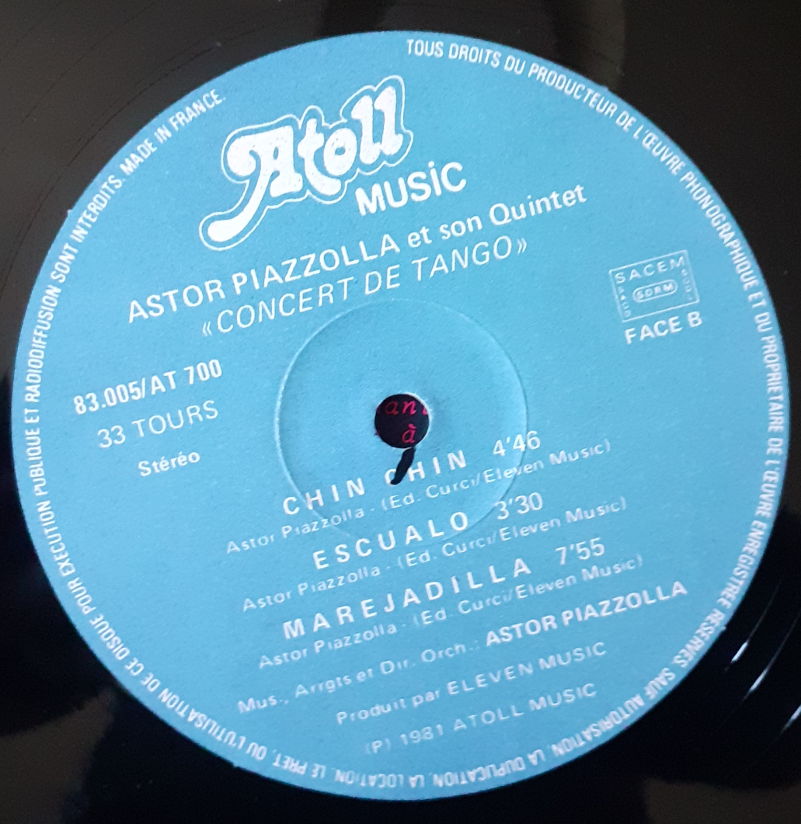 TOUS DROITS DU PRODUCTEUR DE L'ŒUVRE PHONOGRAPHIQUE ET DU PROPRIETAIRE DE L'ŒUVRE ENREGISTREE RESERVES. SAUF AUTORISATION, LA DUPLICATION, LA LOCATION, LE PRET, OU L'UTILISATION DE CE DISQUE POUR EXECUTION PUBLIQUE ET RADIODIFFUSION SONT INTERDITS. MADE IN FRANCE.
Atoll
MUSiC
ASTOR PIAZZOLLA et son Quintet
«CONCERT DE TANGO»
SACEM
SACD SDRM SGDL
FACE B
83.005/AT 700
33 TOURS
Stéréo
à
CHIN CHIN 4'46
Astor Piazzolla - (Ed. Curci/Eleven Music)
ESCUALO 3'30
Astor Piazzolla - (Ed. Curci/Eleven Music)
MAREJADILLA 7'55
Astor Piazzolla - (Ed. Curci/Eleven Music)
Mus., Arrgts et Dir. Orch.: ASTOR PIAZZOLLA
Produit par ELEVEN MUSIC
(P) 1981 ATOLL MUSIC